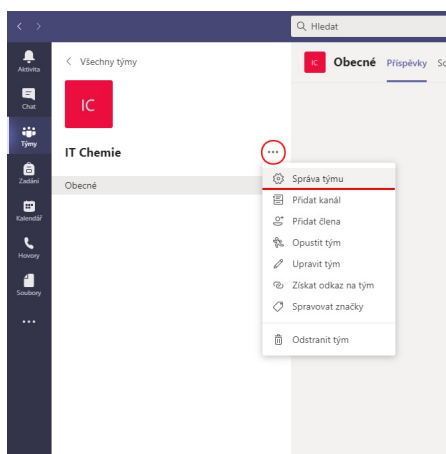 Hledat
Aktivita
Chat
Týmy
Zadání
Kalendář
Hovory
Soubory
Všechny týmy
IC
IT Chemie
Obecné
IC Obecné Příspěvky
Správa týmu
Přidat kanál
Přidat člena
Opustit tým
Upravit tým
Získat odkaz na tým
Spravovat značky
Odstranit tým